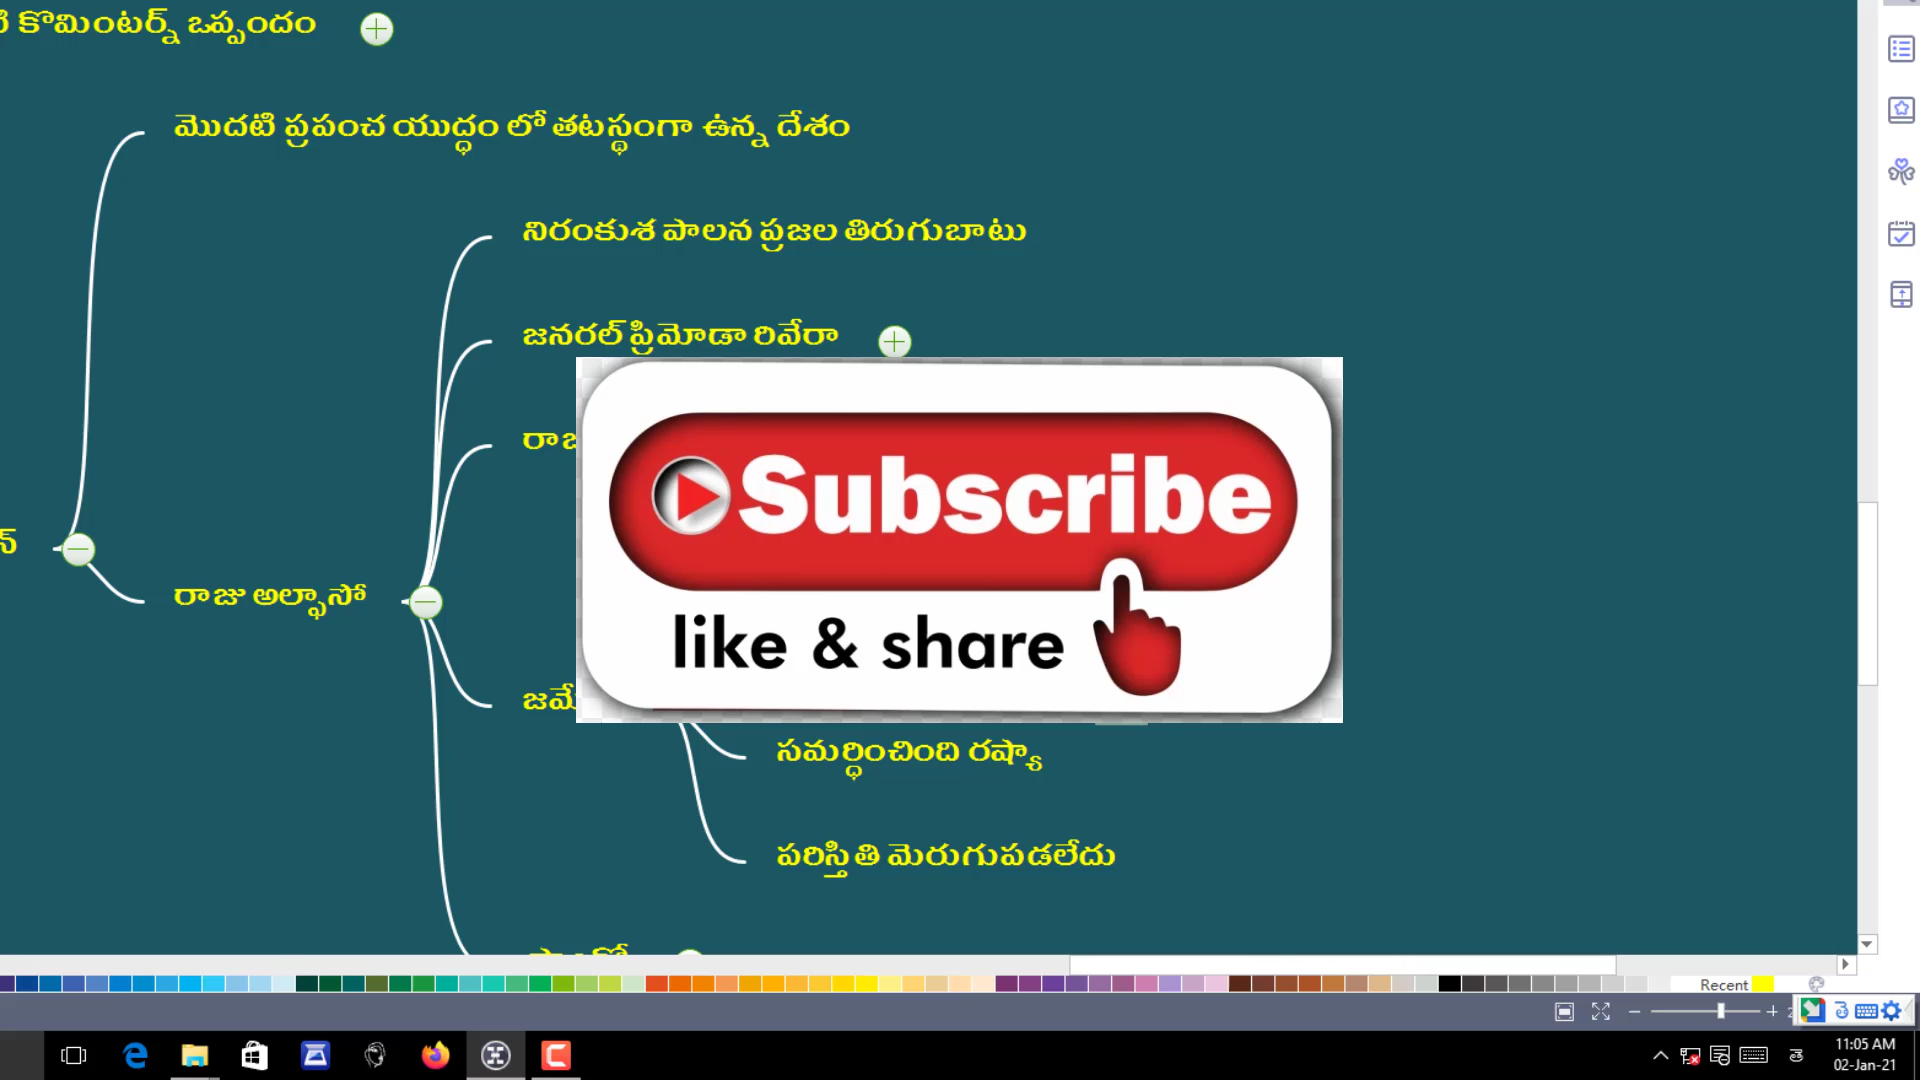 కొమింటర్న్ ఒప్పందం
మొదటి ప్రపంచ యుద్ధం లో తటస్థంగా ఉన్న దేశం
నిరంకుశ పాలన ప్రజల తిరుగుబాటు
జనరల్ ప్రిమోడా రివేరా
Subscribe
like & share
రాజు అల్ఫాసో
సమర్ధించింది రష్యా
పరిస్తితి మెరుగుపడలేదు
Recent
11:05 AM
02-Jan-21